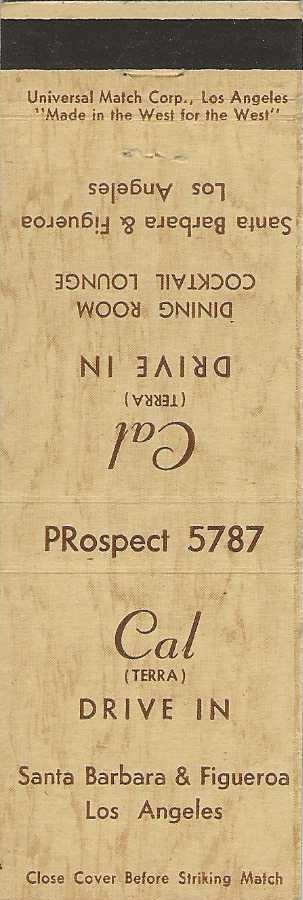 Universal Match Corp., Los Angeles
"Made in the West for the West"
Cal
(TERRA)
DRIVE IN
DINING ROOM
COCKTAIL LOUNGE
Santa Barbara & Figueroa
Los Angeles
PRospect 5787
Cal
(TERRA)
DRIVE IN
Santa Barbara & Figueroa
Los Angeles
Close Cover Before Striking Match